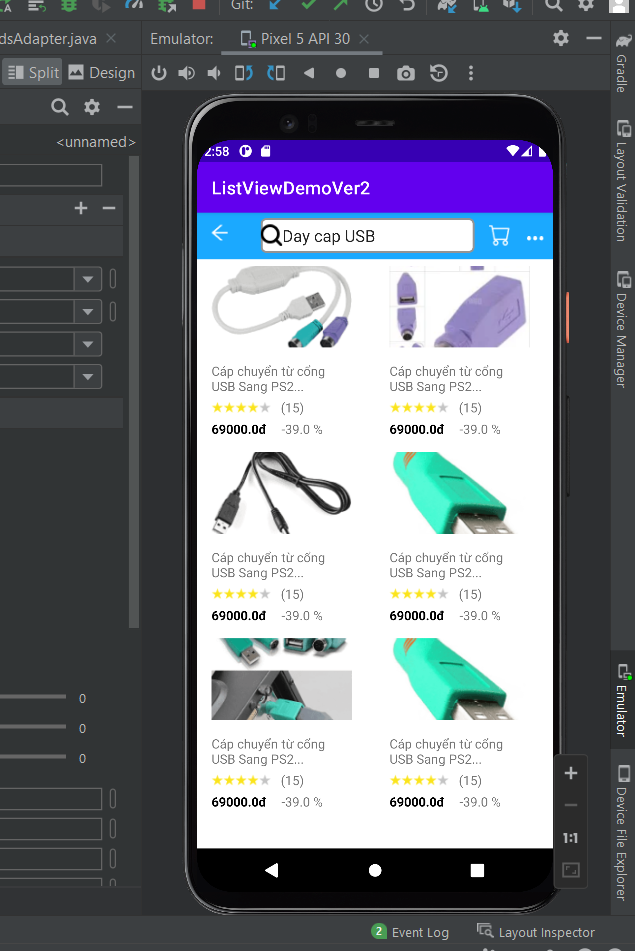 Git:
dsAdapter.java
Emulator:
Pixel 5 API 30
Split
Design
<unnamed>
0
0
0
2:58
ListViewDemoVer2
Day cap USB
Cáp chuyển từ cổng
USB Sang PS2...
(15)
69000.0đ -39.0 %
Cáp chuyển từ cổng
USB Sang PS2...
(15)
69000.0đ -39.0 %
Cáp chuyển từ cổng
USB Sang PS2...
(15)
69000.0đ -39.0 %
Cáp chuyển từ cổng
USB Sang PS2...
(15)
69000.0đ -39.0 %
Cáp chuyển từ cổng
USB Sang PS2...
(15)
69000.0đ -39.0 %
Cáp chuyển từ cổng
USB Sang PS2...
(15)
69000.0đ -39.0 %
1:1
Gradle
Layout Validation
Device Manager
Emulator
Device File Explorer
2 Event Log
Layout Inspector